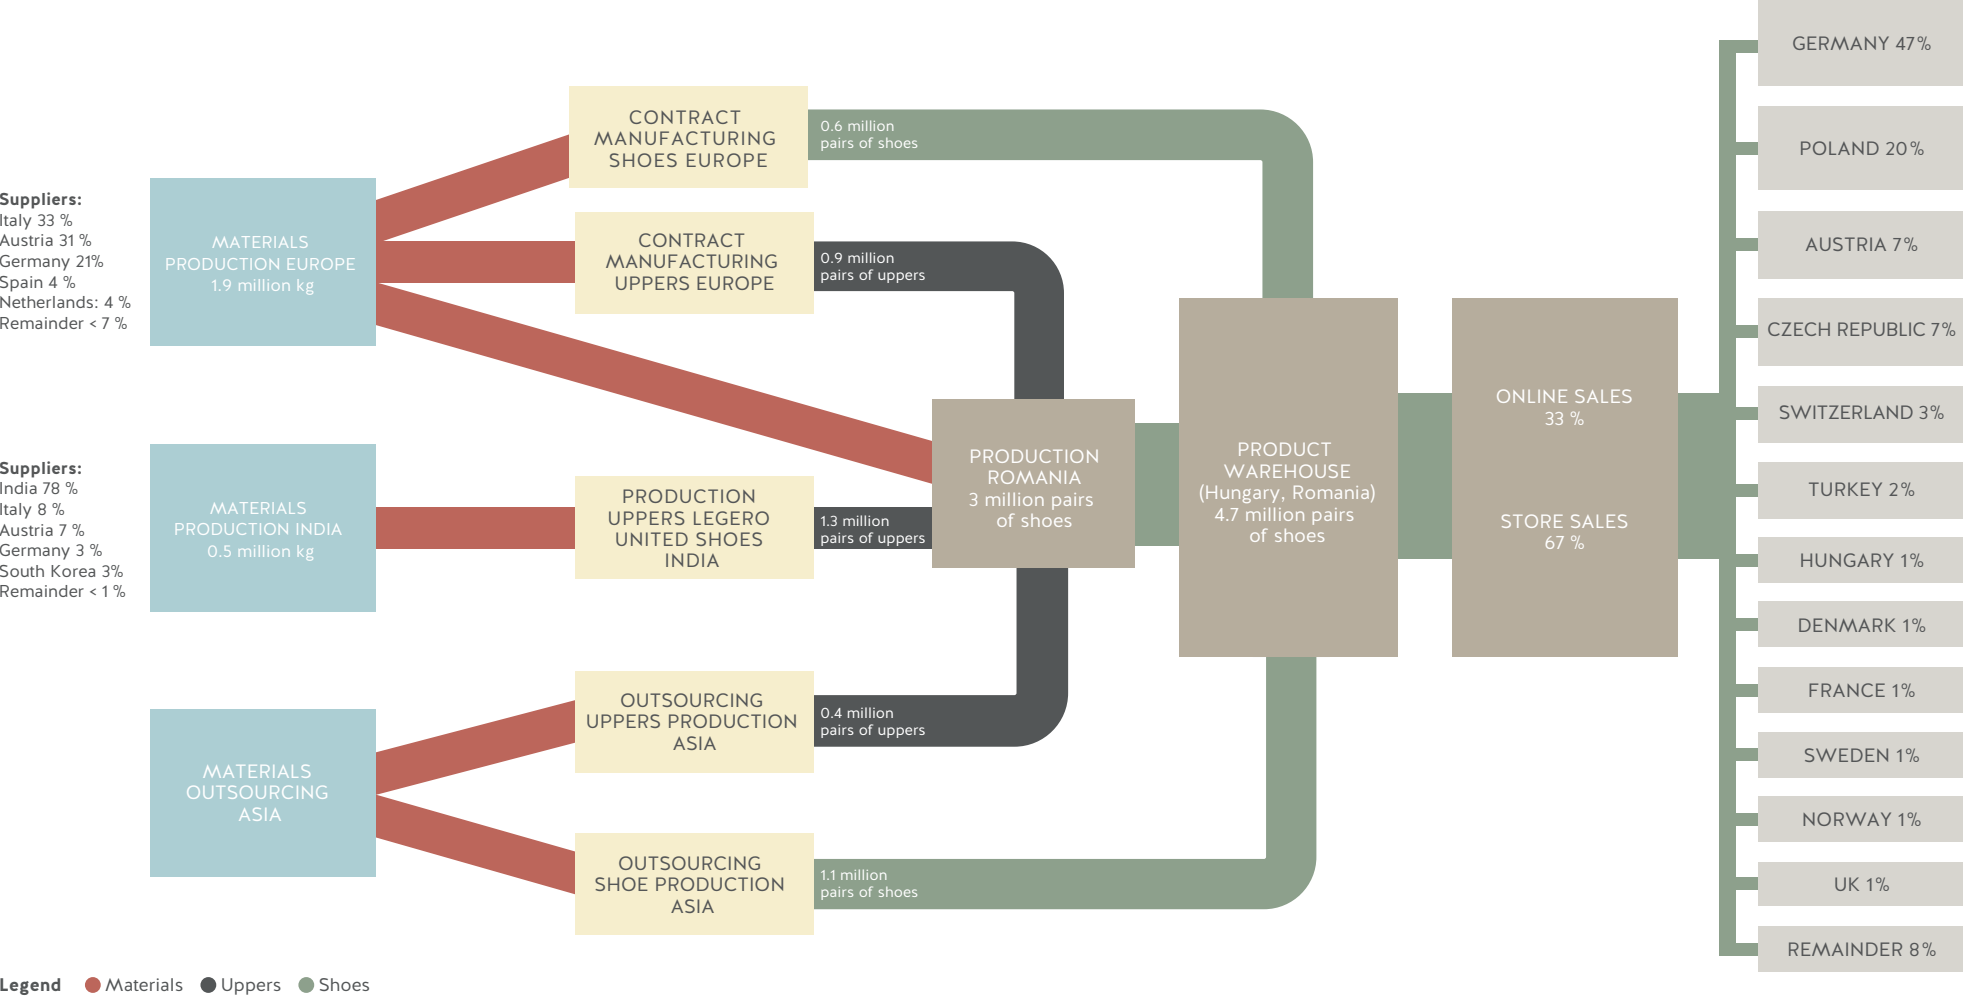 Suppliers:
Italy 33 %
Austria 31 %
Germany 21%
Spain 4 %
Netherlands: 4 %
Remainder < 7 %
MATERIALS
PRODUCTION EUROPE
1.9 million kg
Suppliers:
India 78 %
Italy 8 %
Austria 7 %
Germany 3 %
South Korea 3%
Remainder < 1 %
MATERIALS
PRODUCTION INDIA
0.5 million kg
MATERIALS
OUTSOURCING
ASIA
CONTRACT
MANUFACTURING
SHOES EUROPE
0.6 million
pairs of shoes
CONTRACT
MANUFACTURING
UPPERS EUROPE
0.9 million
pairs of uppers
PRODUCTION
UPPERS LEGERO
UNITED SHOES
INDIA
1.3 million
pairs of uppers
OUTSOURCING
UPPERS PRODUCTION
ASIA
0.4 million
pairs of uppers
OUTSOURCING
SHOE PRODUCTION
ASIA
1.1 million
pairs of shoes
PRODUCTION
ROMANIA
3 million pairs
of shoes
PRODUCT
WAREHOUSE
(Hungary, Romania)
4.7 million pairs
of shoes
ONLINE SALES
33 %
STORE SALES
67 %
GERMANY 47%
POLAND 20%
AUSTRIA 7%
CZECH REPUBLIC 7%
SWITZERLAND 3%
TURKEY 2%
HUNGARY 1%
DENMARK 1%
FRANCE 1%
SWEDEN 1%
NORWAY 1%
UK 1%
REMAINDER 8%
Legend Materials Uppers Shoes